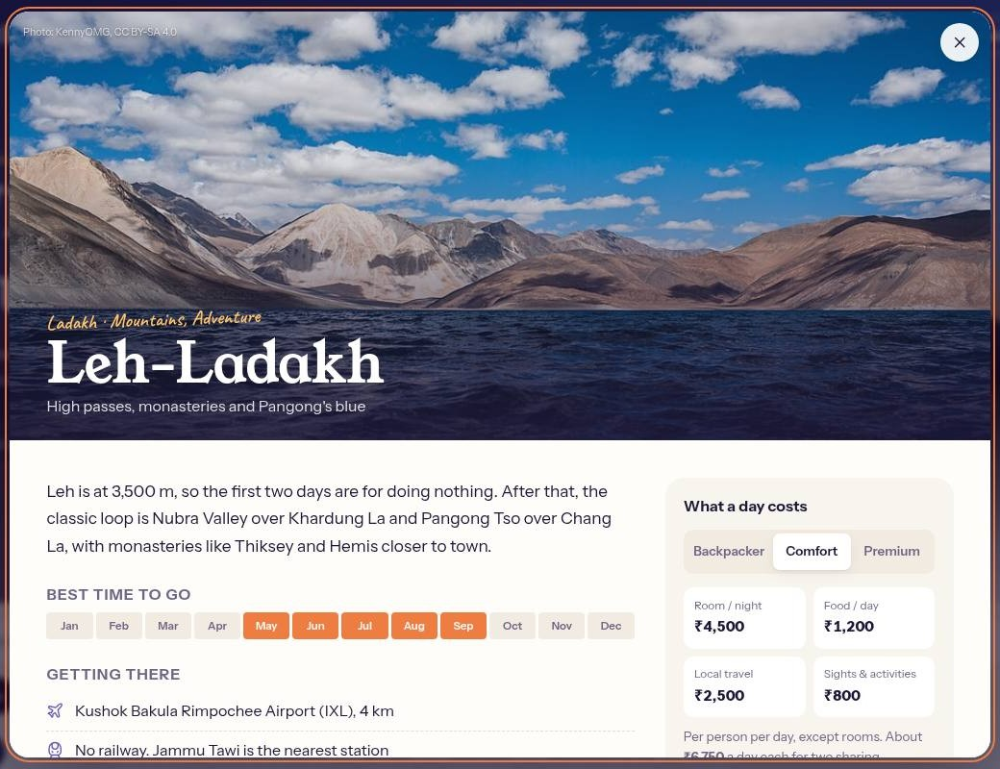 Photo: KennyOMG, CC BY-SA 4.0
Ladakh · Mountains, Adventure
Leh-Ladakh
High passes, monasteries and Pangong's blue
Leh is at 3,500 m, so the first two days are for doing nothing. After that, the
classic loop is Nubra Valley over Khardung La and Pangong Tso over Chang
La, with monasteries like Thiksey and Hemis closer to town.
BEST TIME TO GO
Jan Feb Mar Apr May Jun Jul Aug Sep Oct Nov Dec
GETTING THERE
Kushok Bakula Rimpochee Airport (IXL), 4 km
No railway. Jammu Tawi is the nearest station
What a day costs
Backpacker Comfort Premium
Room / night Food / day
₹4,500 ₹1,200
Local travel Sights & activities
₹2,500 ₹800
Per person per day, except rooms. About
₹6,750 a day each for two sharing